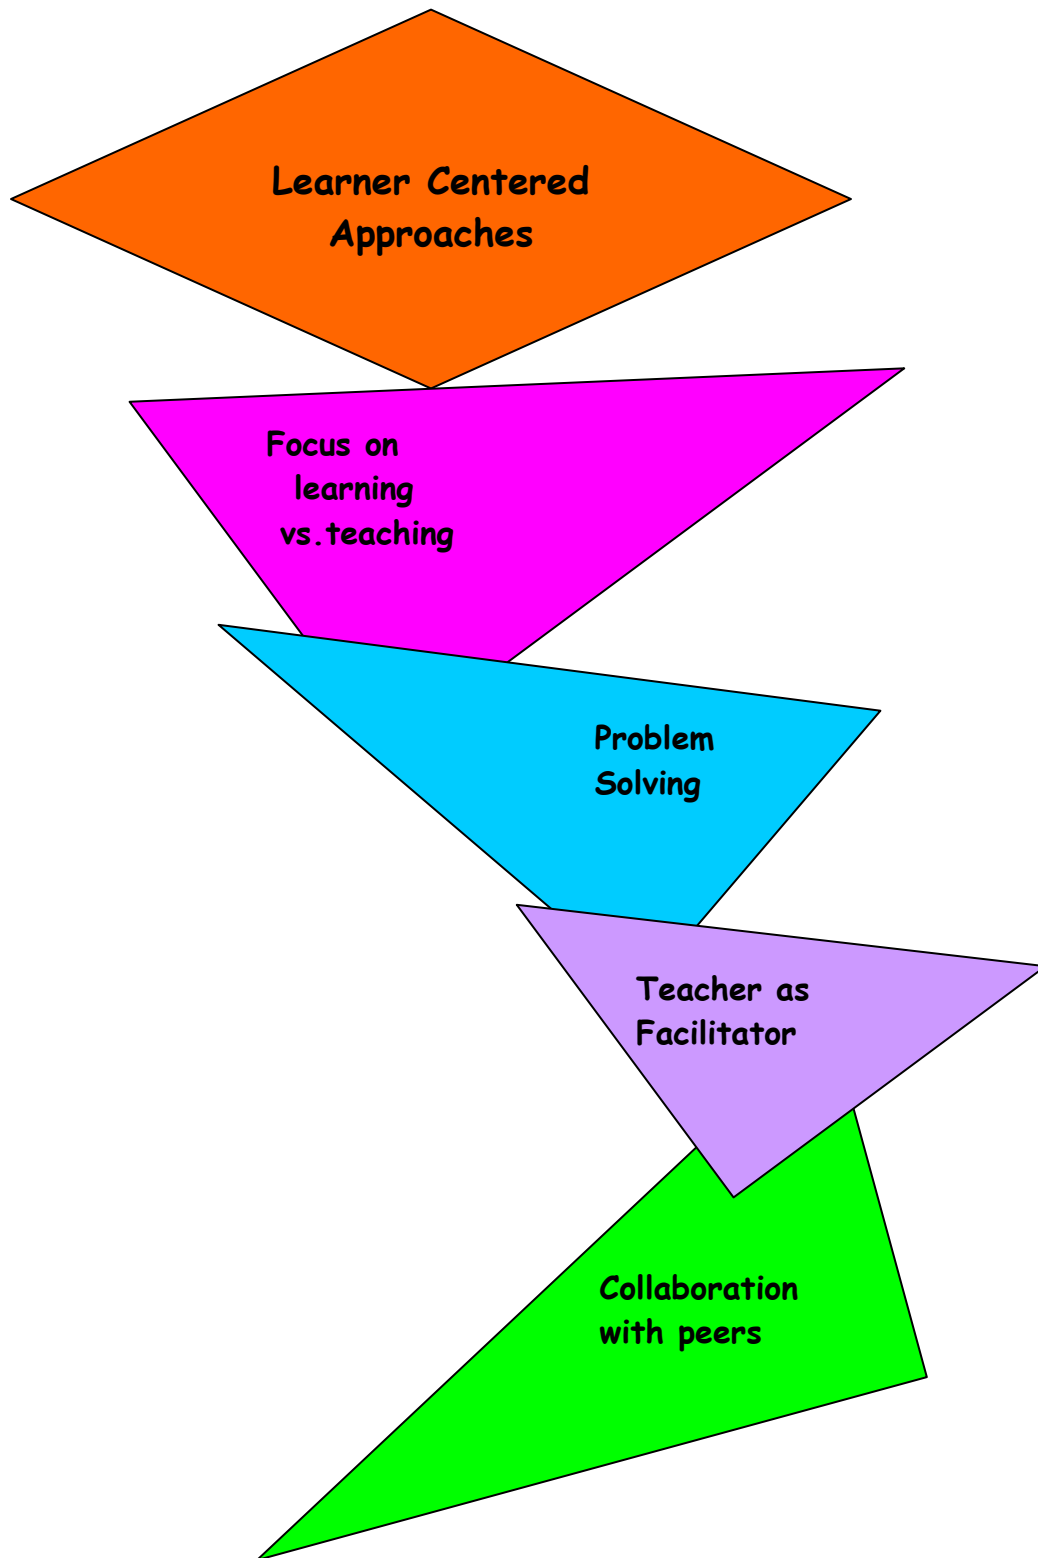 Learner Centered
Approaches
Focus on
learning
vs.teaching
Problem
Solving
Teacher as
Facilitator
Collaboration
with peers